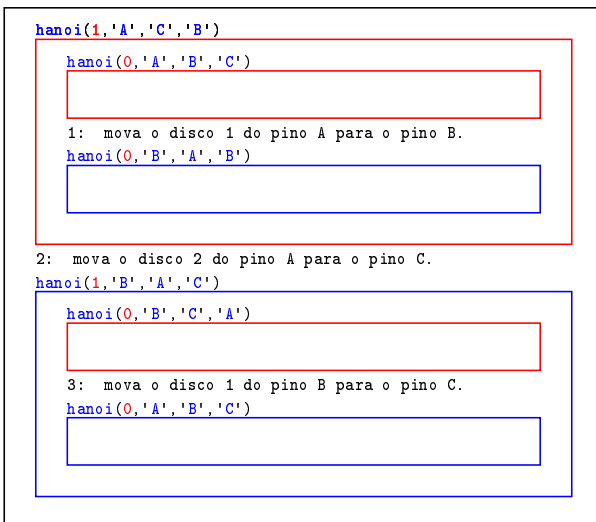 hanoi(1,'A','C','B')
hanoi(0,'A','B','C')
1: mova o disco 1 do pino A para o pino B.
hanoi(0,'B','A','B')
2: mova o disco 2 do pino A para o pino C.
hanoi(1,'B','A','C')
hanoi(0,'B','C','A')
3: mova o disco 1 do pino B para o pino C.
hanoi(0,'A','B','C')